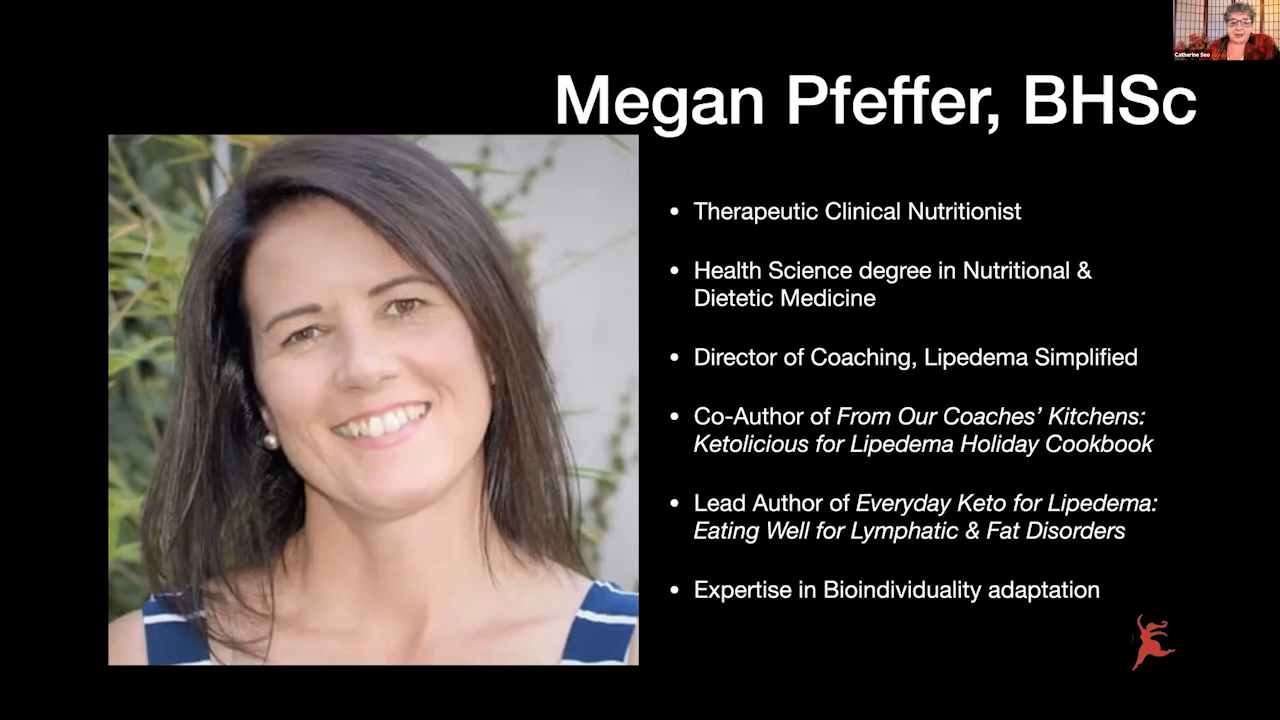 Catherine Seo
Megan Pfeffer, BHSc
• Therapeutic Clinical Nutritionist
• Health Science degree in Nutritional &
Dietetic Medicine
• Director of Coaching, Lipedema Simplified
• Co-Author of From Our Coaches’ Kitchens:
Ketolicious for Lipedema Holiday Cookbook
• Lead Author of Everyday Keto for Lipedema:
Eating Well for Lymphatic & Fat Disorders
• Expertise in Bioindividuality adaptation